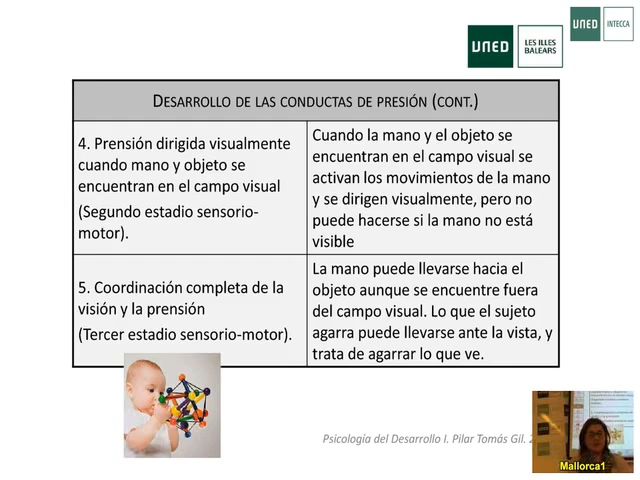 UNED
LES ILLES
BALEARS
UNED
INTECCA
DESARROLLO DE LAS CONDUCTAS DE PRESIÓN (CONT.)
4. Prensión dirigida visualmente
cuando mano y objeto se
encuentran en el campo visual
(Segundo estadio sensorio-
motor).
Cuando la mano y el objeto se
encuentran en el campo visual se
activan los movimientos de la mano
y se dirigen visualmente, pero no
puede hacerse si la mano no está
visible
5. Coordinación completa de la
visión y la prensión
(Tercer estadio sensorio-motor).
La mano puede llevarse hacia el
objeto aunque se encuentre fuera
del campo visual. Lo que el sujeto
agarra puede llevarse ante la vista, y
trata de agarrar lo que ve.
Psicología del Desarrollo I. Pilar Tomás Gil.
Mallorca1